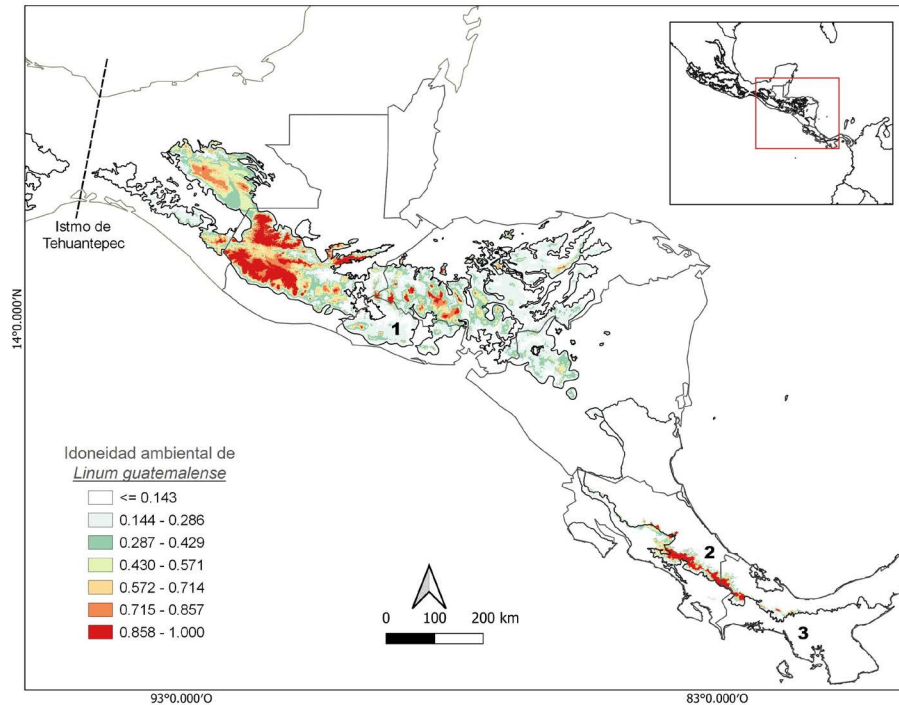 Istmo de
Tehuantepec
14°0.000′N
1
Idoneidad ambiental de
Linum guatemalense
<= 0.143
0.144 - 0.286
0.287 - 0.429
0.430 - 0.571
0.572 - 0.714
0.715 - 0.857
0.858 - 1.000
0 100 200 km
2
3
93°0.000′O
83°0.000′O